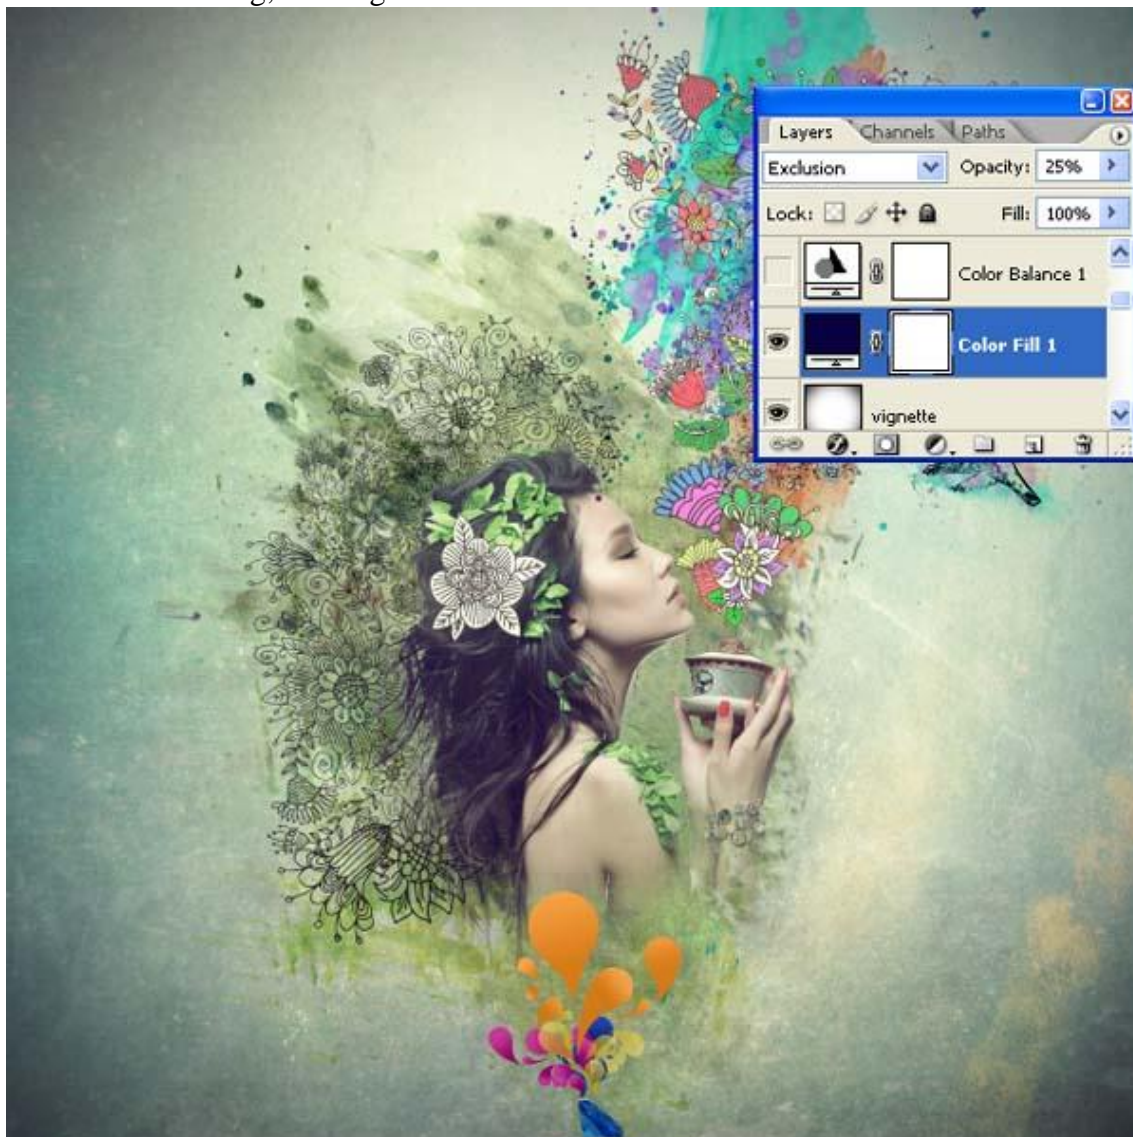 Layers Channels Paths
Exclusion Opacity: 25%
Lock: Fill: 100%
Color Balance 1
Color Fill 1
vignette